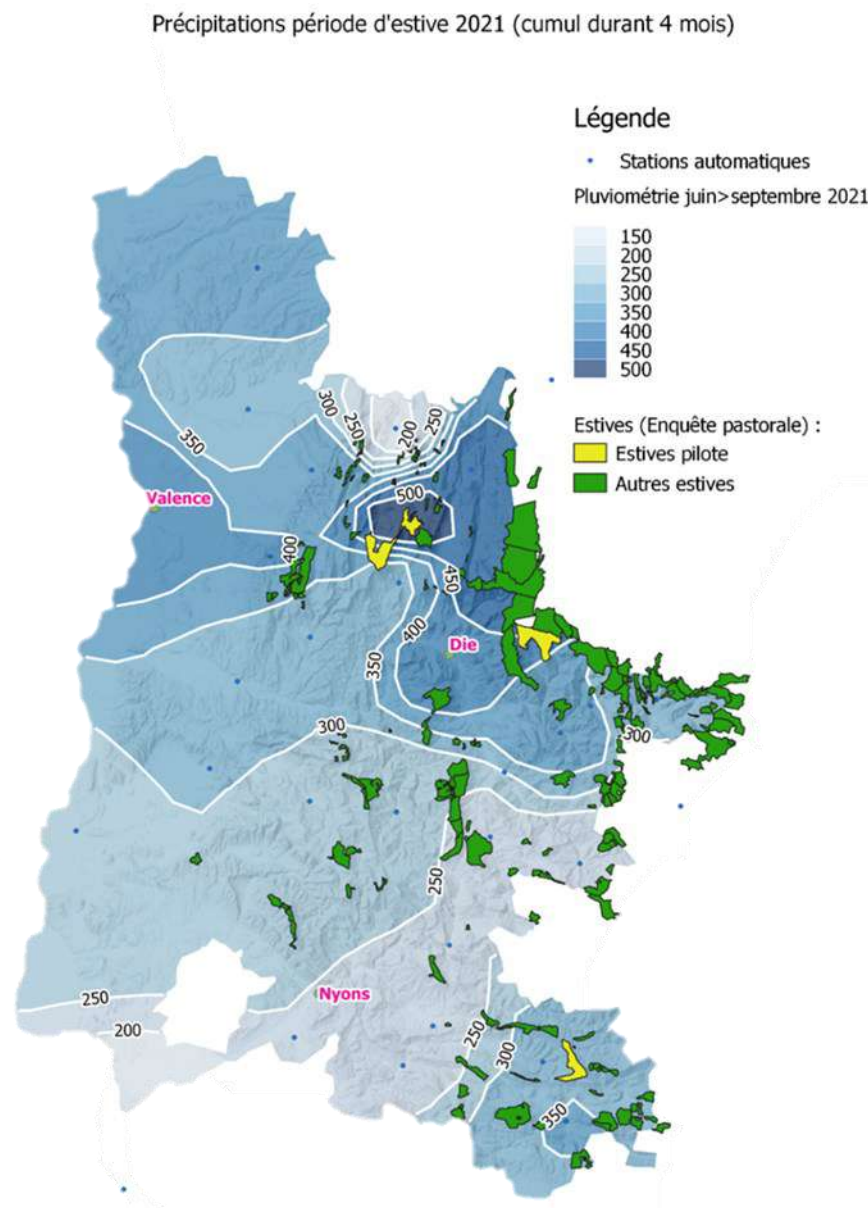 Précipitations période d'estive 2021 (cumul durant 4 mois)
Légende
Stations automatiques
Pluviométrie juin>septembre 2021
150
200
250
300
350
400
450
500
Estives (Enquête pastorale) :
Estives pilote
Autres estives
300
250
200
250
350
500
Valence
400
450
400
Die
350
300
300
250
Nyons
250
200
250
300
350